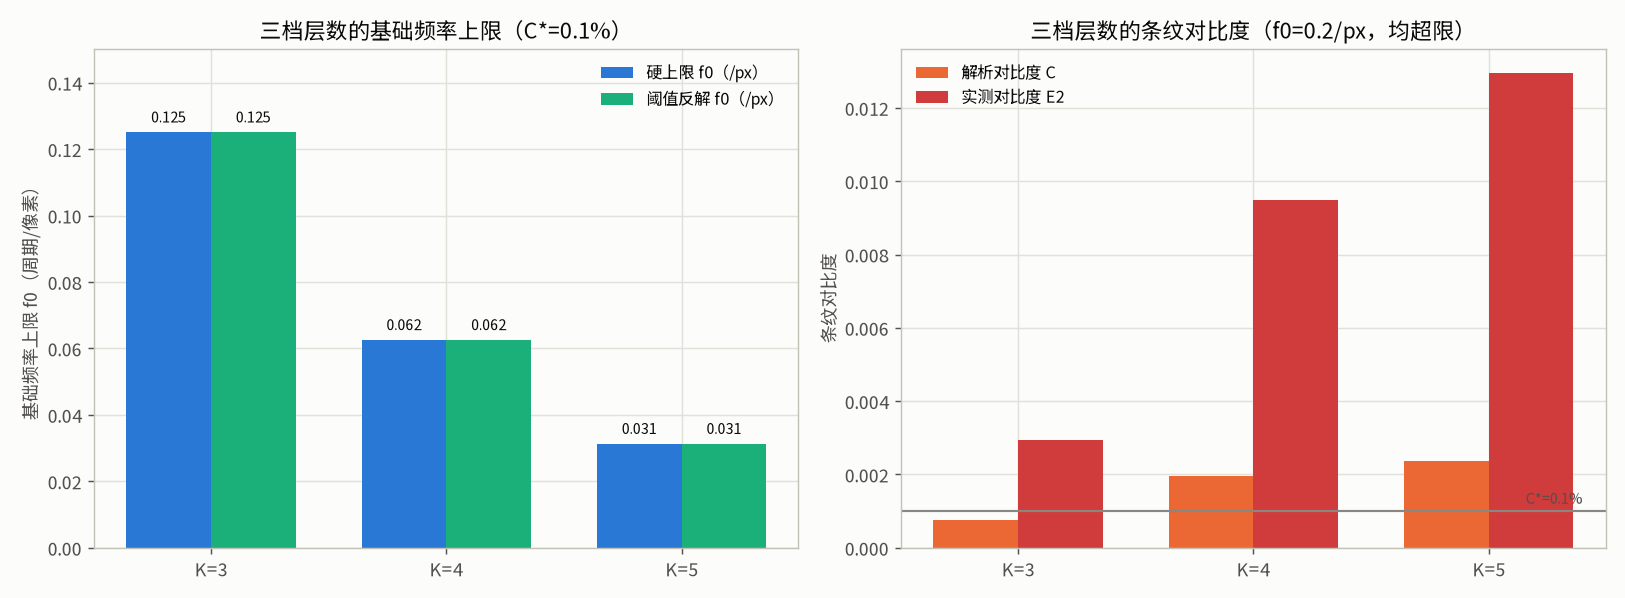 三档层数的基础频率上限（C*=0.1%）
基础频率上限 f0（周期/像素）
0.14
0.12
0.10
0.08
0.06
0.04
0.02
0.00
硬上限 f0（/px）
阈值反解 f0（/px）
0.125
0.125
0.062
0.062
0.031
0.031
K=3
K=4
K=5
三档层数的条纹对比度（f0=0.2/px，均超限）
条纹对比度
0.012
0.010
0.008
0.006
0.004
0.002
0.000
解析对比度 C
实测对比度 E2
C*=0.1%
K=3
K=4
K=5